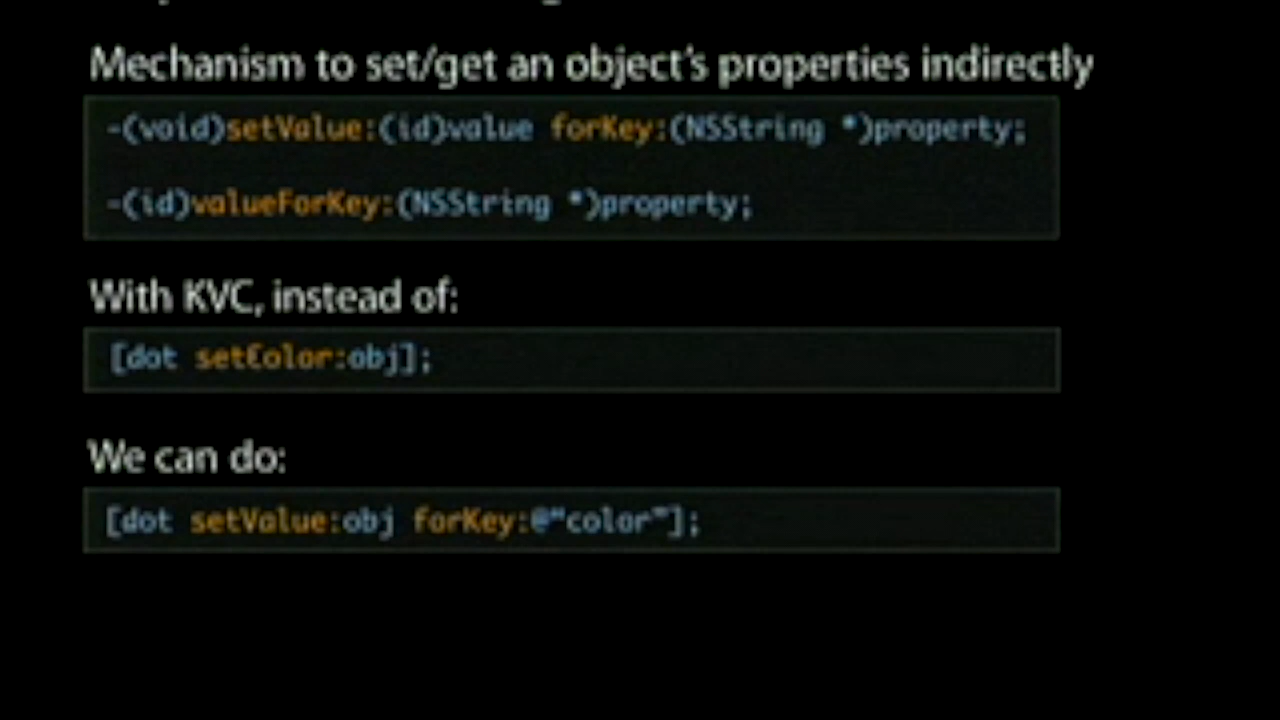 Mechanism to set/get an object's properties indirectly
-(void)setValue:(id)value forKey:(NSString *)property;
-(id)valueForKey:(NSString *)property;
With KVC, instead of:
[dot setColor:obj];
We can do:
[dot setValue:obj forKey:@“color”];